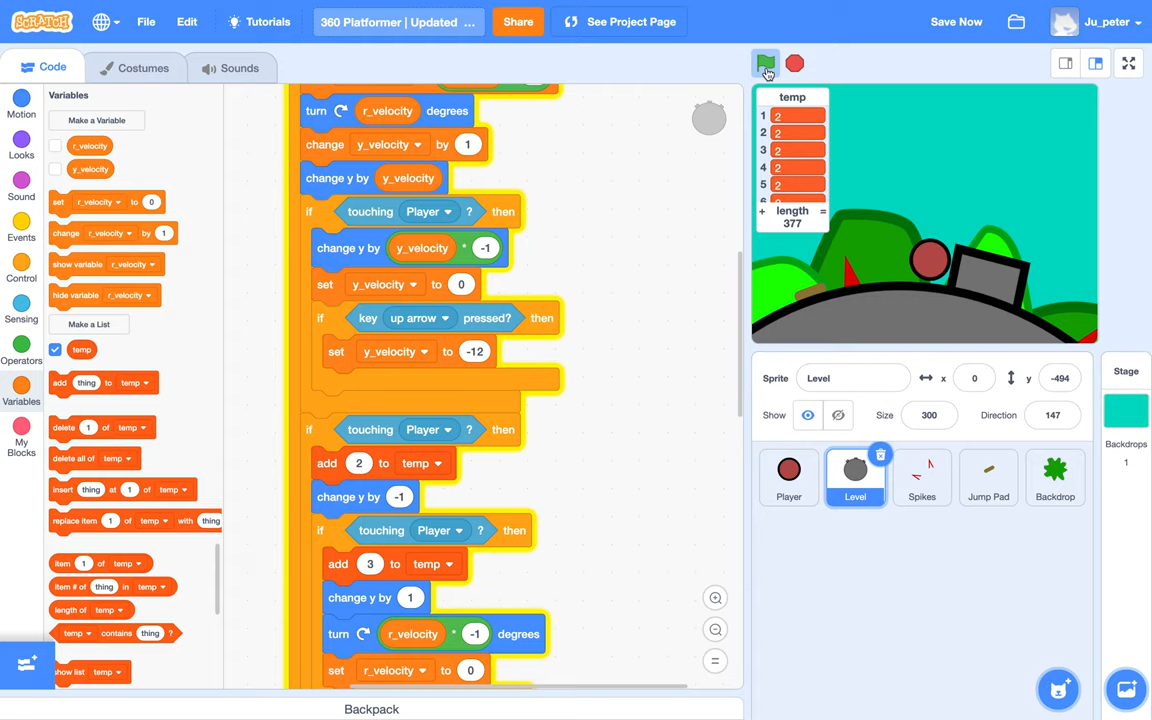 SCRATCH
File
Edit
Tutorials
360 Platformer | Updated ...
Share
See Project Page
Save Now
Ju_peter
Code
Costumes
Sounds
Motion
Looks
Sound
Events
Control
Sensing
Operators
Variables
My Blocks
Variables
Make a Variable
r_velocity
y_velocity
set r_velocity to 0
change r_velocity by 1
show variable r_velocity
hide variable r_velocity
Make a List
temp
add thing to temp
delete 1 of temp
delete all of temp
insert thing at 1 of temp
replace item 1 of temp with thing
item 1 of temp
item # of thing in temp
length of temp
temp contains thing ?
show list temp
turn r_velocity degrees
change y_velocity by 1
change y by y_velocity
if touching Player ? then
change y by y_velocity * -1
set y_velocity to 0
if key up arrow pressed? then
set y_velocity to -12
if touching Player ? then
add 2 to temp
change y by -1
if touching Player ? then
add 3 to temp
change y by 1
turn r_velocity * -1 degrees
set r_velocity to 0
Backpack
temp
1 2
2 2
3 2
4 2
5 2
+ length =
377
Sprite Level x 0 y -494
Show Size 300 Direction 147
Player
Level
Spikes
Jump Pad
Backdrop
Stage
Backdrops
1